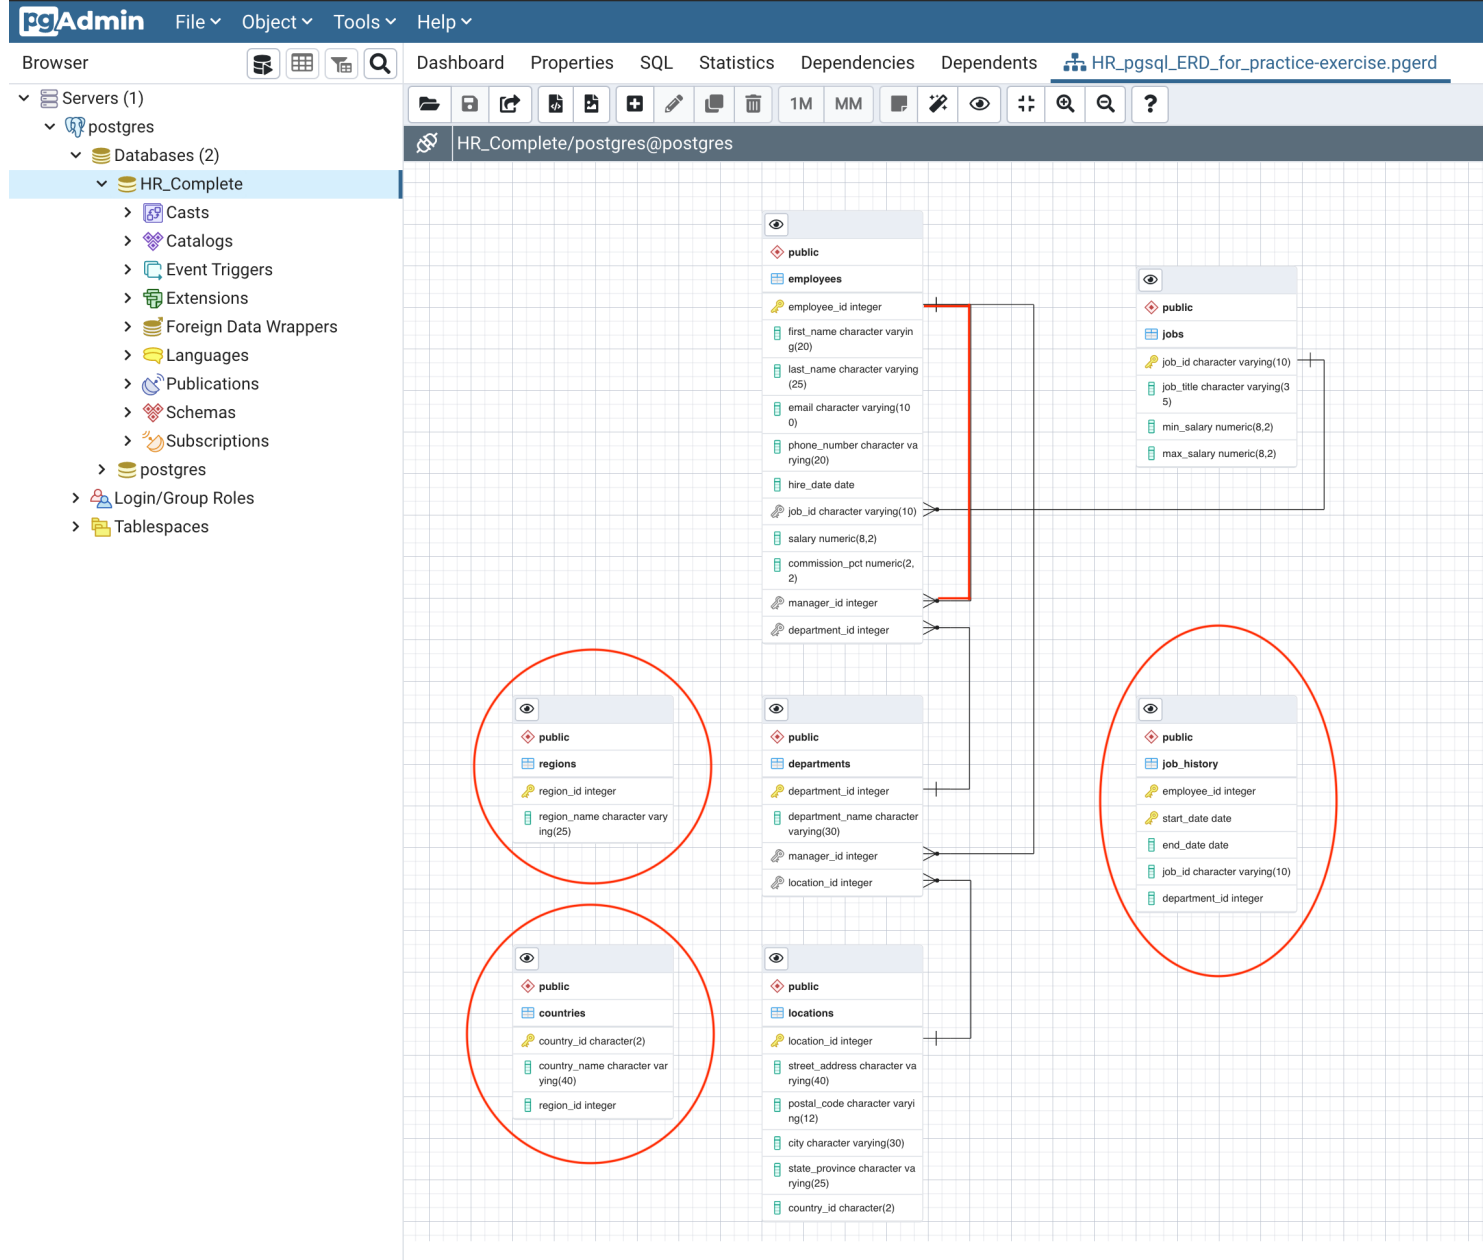 pgAdmin File Object Tools Help
Browser
Dashboard Properties SQL Statistics Dependencies Dependents HR_pgsql_ERD_for_practice-exercise.pgerd
1M MM ?
HR_Complete/postgres@postgres
Servers (1)
postgres
Databases (2)
HR_Complete
Casts
Catalogs
Event Triggers
Extensions
Foreign Data Wrappers
Languages
Publications
Schemas
Subscriptions
postgres
Login/Group Roles
Tablespaces
public
employees
employee_id integer
first_name character varyin
g(20)
last_name character varying
(25)
email character varying(10
0)
phone_number character va
rying(20)
hire_date date
job_id character varying(10)
salary numeric(8,2)
commission_pct numeric(2,
2)
manager_id integer
department_id integer
public
jobs
job_id character varying(10)
job_title character varying(3
5)
min_salary numeric(8,2)
max_salary numeric(8,2)
public
regions
region_id integer
region_name character vary
ing(25)
public
departments
department_id integer
department_name character
varying(30)
manager_id integer
location_id integer
public
job_history
employee_id integer
start_date date
end_date date
job_id character varying(10)
department_id integer
public
countries
country_id character(2)
country_name character var
ying(40)
region_id integer
public
locations
location_id integer
street_address character va
rying(40)
postal_code character varyi
ng(12)
city character varying(30)
state_province character va
rying(25)
country_id character(2)